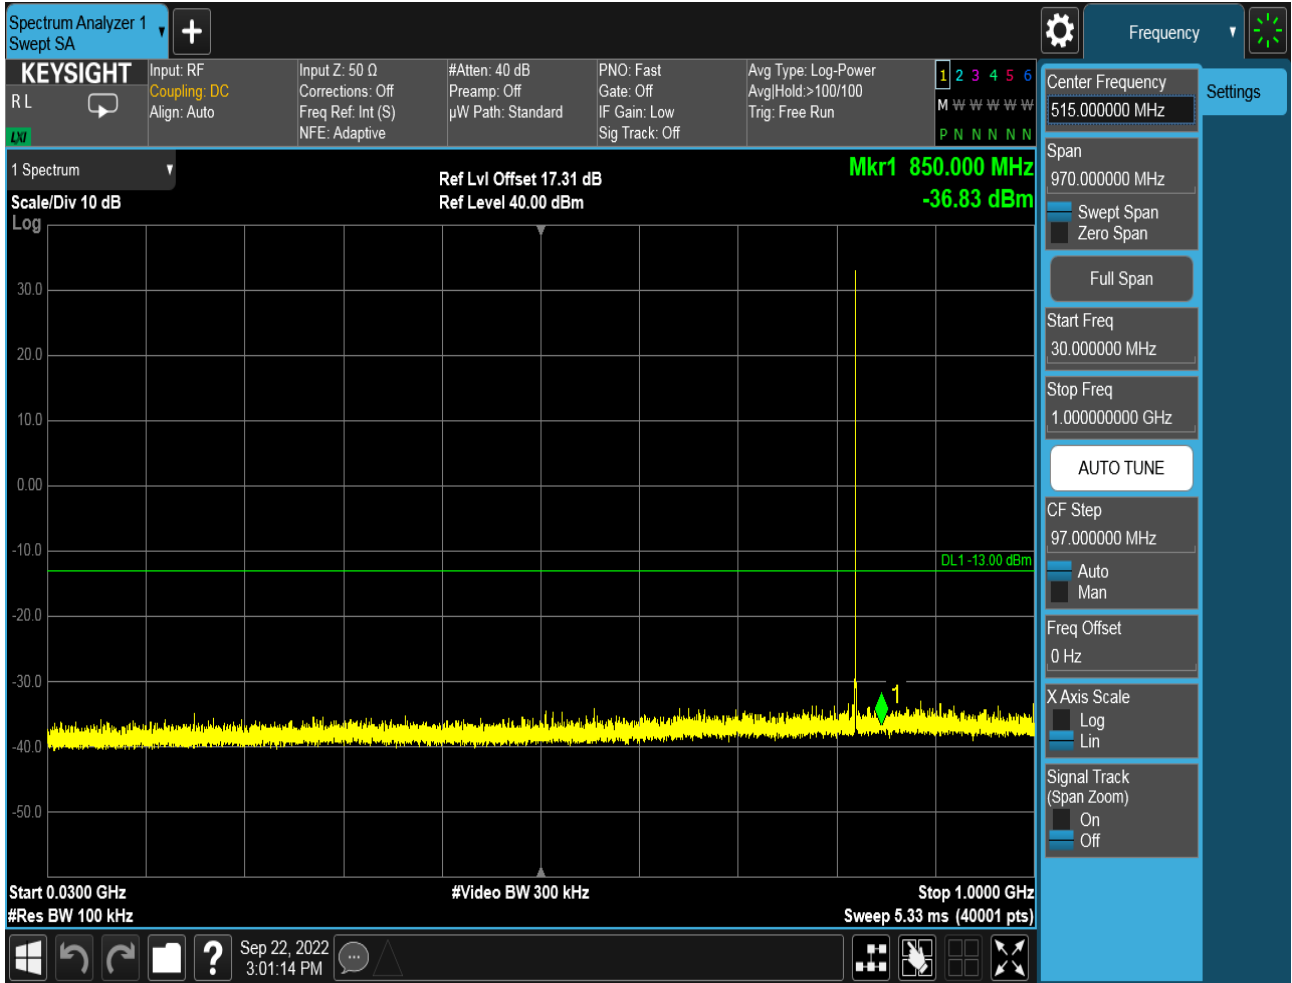 Spectrum Analyzer 1
Swept SA
+
Frequency
KEYSIGHT
R L
LXI
Input: RF
Coupling: DC
Align: Auto
Input Z: 50 Ω
Corrections: Off
Freq Ref: Int (S)
NFE: Adaptive
#Atten: 40 dB
Preamp: Off
µW Path: Standard
PNO: Fast
Gate: Off
IF Gain: Low
Sig Track: Off
Avg Type: Log-Power
Avg|Hold:>100/100
Trig: Free Run
1 2 3 4 5 6
M W W W W W
P N N N N N
1 Spectrum
Scale/Div 10 dB
Log
Ref Lvl Offset 17.31 dB
Ref Level 40.00 dBm
Mkr1 850.000 MHz
-36.83 dBm
30.0
20.0
10.0
0.00
-10.0
-20.0
-30.0
-40.0
-50.0
DL1 -13.00 dBm
1
Start 0.0300 GHz
#Res BW 100 kHz
#Video BW 300 kHz
Stop 1.0000 GHz
Sweep 5.33 ms (40001 pts)
Center Frequency
515.000000 MHz
Settings
Span
970.000000 MHz
Swept Span
Zero Span
Full Span
Start Freq
30.000000 MHz
Stop Freq
1.000000000 GHz
AUTO TUNE
CF Step
97.000000 MHz
Auto
Man
Freq Offset
0 Hz
X Axis Scale
Log
Lin
Signal Track
(Span Zoom)
On
Off
?
Sep 22, 2022
3:01:14 PM